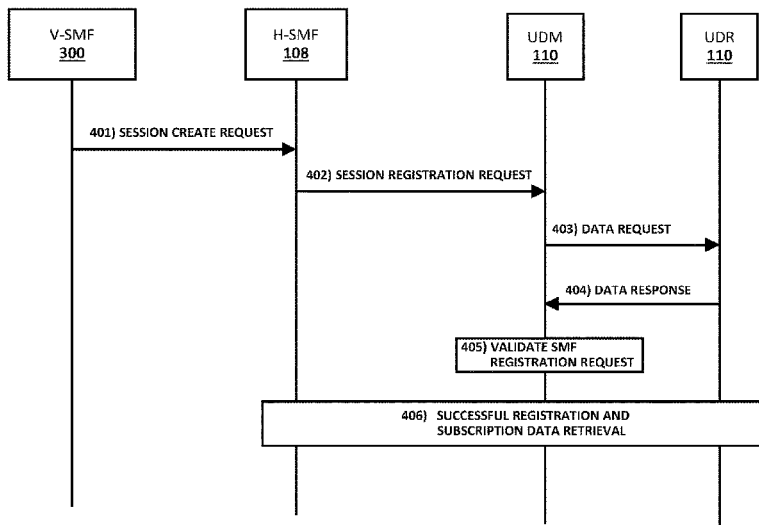 V-SMF
300
H-SMF
108
UDM
110
UDR
110
401) SESSION CREATE REQUEST
402) SESSION REGISTRATION REQUEST
403) DATA REQUEST
404) DATA RESPONSE
405) VALIDATE SMF
REGISTRATION REQUEST
406) SUCCESSFUL REGISTRATION AND
SUBSCRIPTION DATA RETRIEVAL